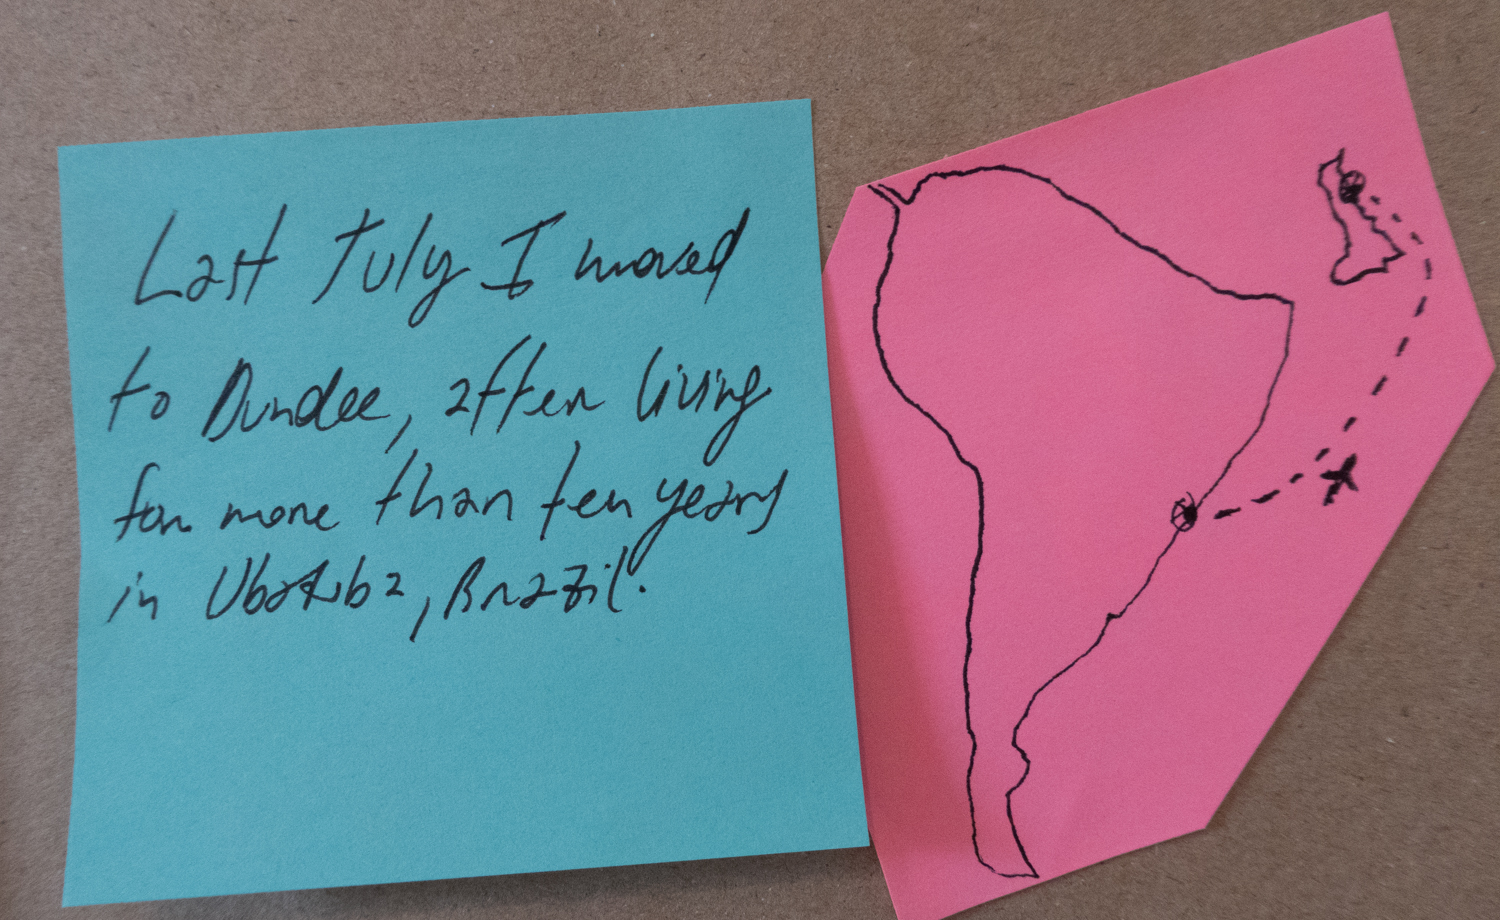 Last July I moved
to Dundee, after living
for more than ten years
in Ubatuba, Brazil.